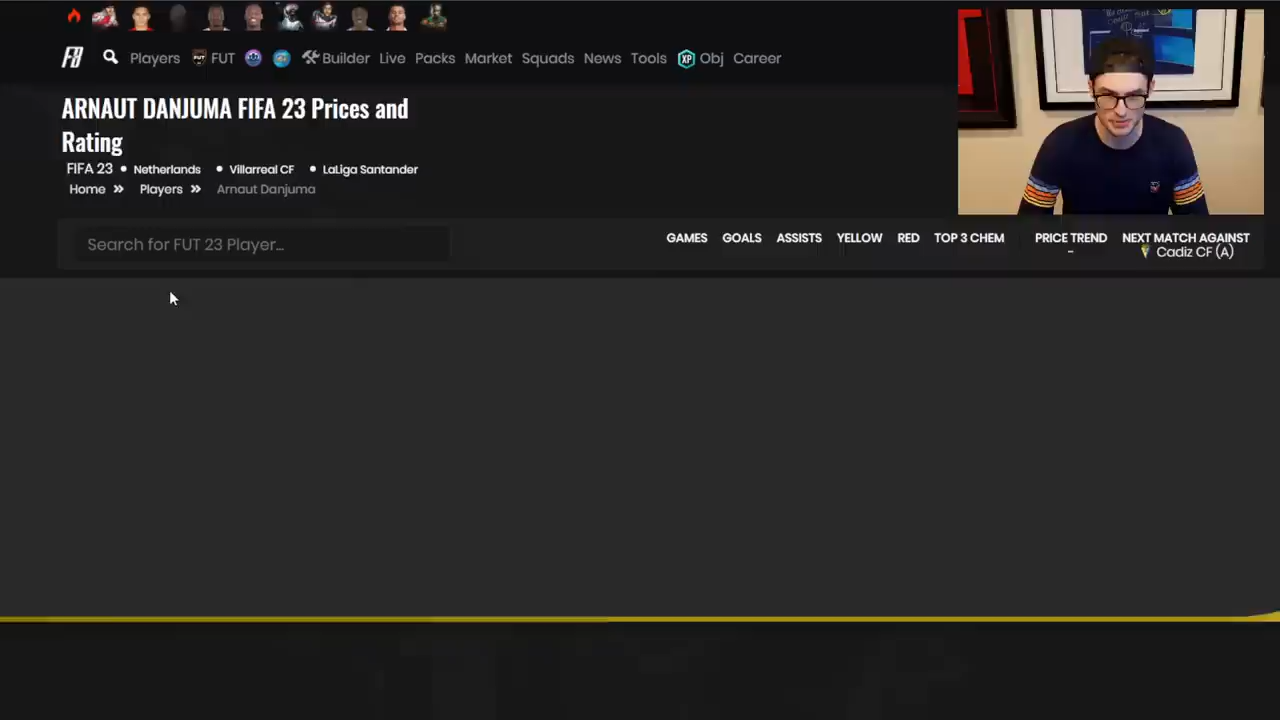 Players FUT Builder Live Packs Market Squads News Tools XP Obj Career
ARNAUT DANJUMA FIFA 23 Prices and
Rating
FIFA 23 • Netherlands • Villarreal CF • LaLiga Santander
Home » Players » Arnaut Danjuma
Search for FUT 23 Player...
GAMES GOALS ASSISTS YELLOW RED TOP 3 CHEM PRICE TREND NEXT MATCH AGAINST
- Cadiz CF (A)